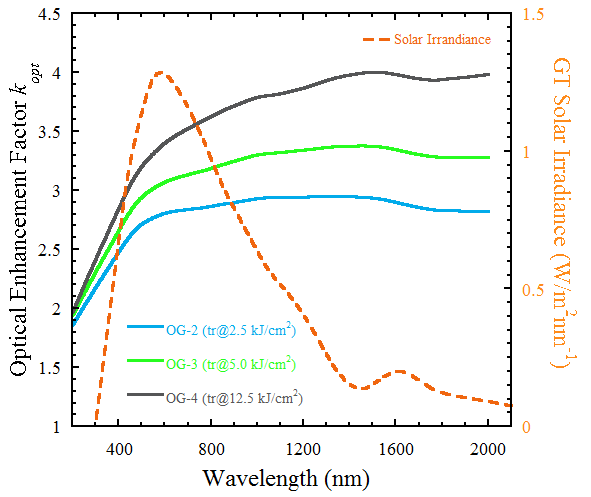 4.5
4
3.5
3
2.5
2
1.5
1
Optical Enhancement Factor k_opt
Solar Irrandiance
1.5
1
0.5
0
GT Solar Irradiance (W/m²nm⁻¹)
OG-2 (tr@2.5 kJ/cm²)
OG-3 (tr@5.0 kJ/cm²)
OG-4 (tr@12.5 kJ/cm²)
400 800 1200 1600 2000
Wavelength (nm)